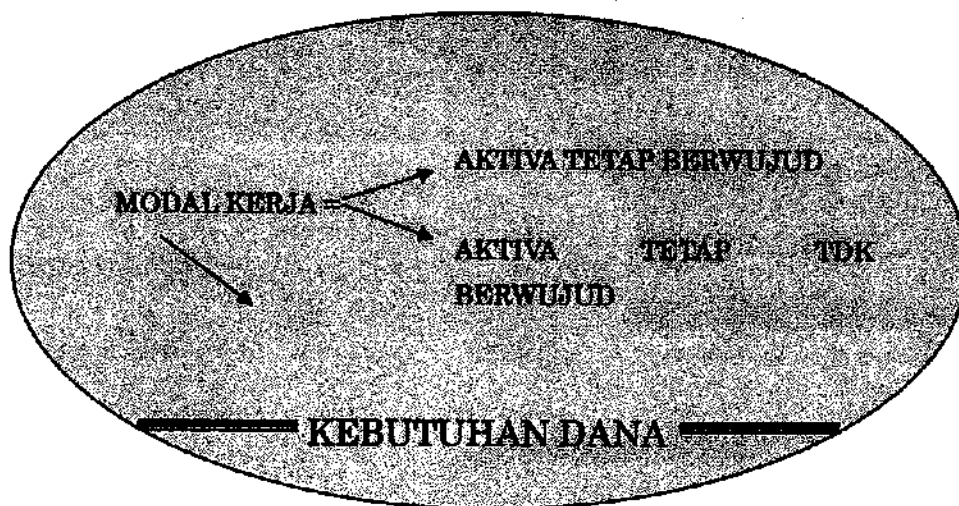 AKTIVA TETAP BERWUJUD
MODAL KERJA =
AKTIVA TETAP TDK
BERWUJUD
KEBUTUHAN DANA